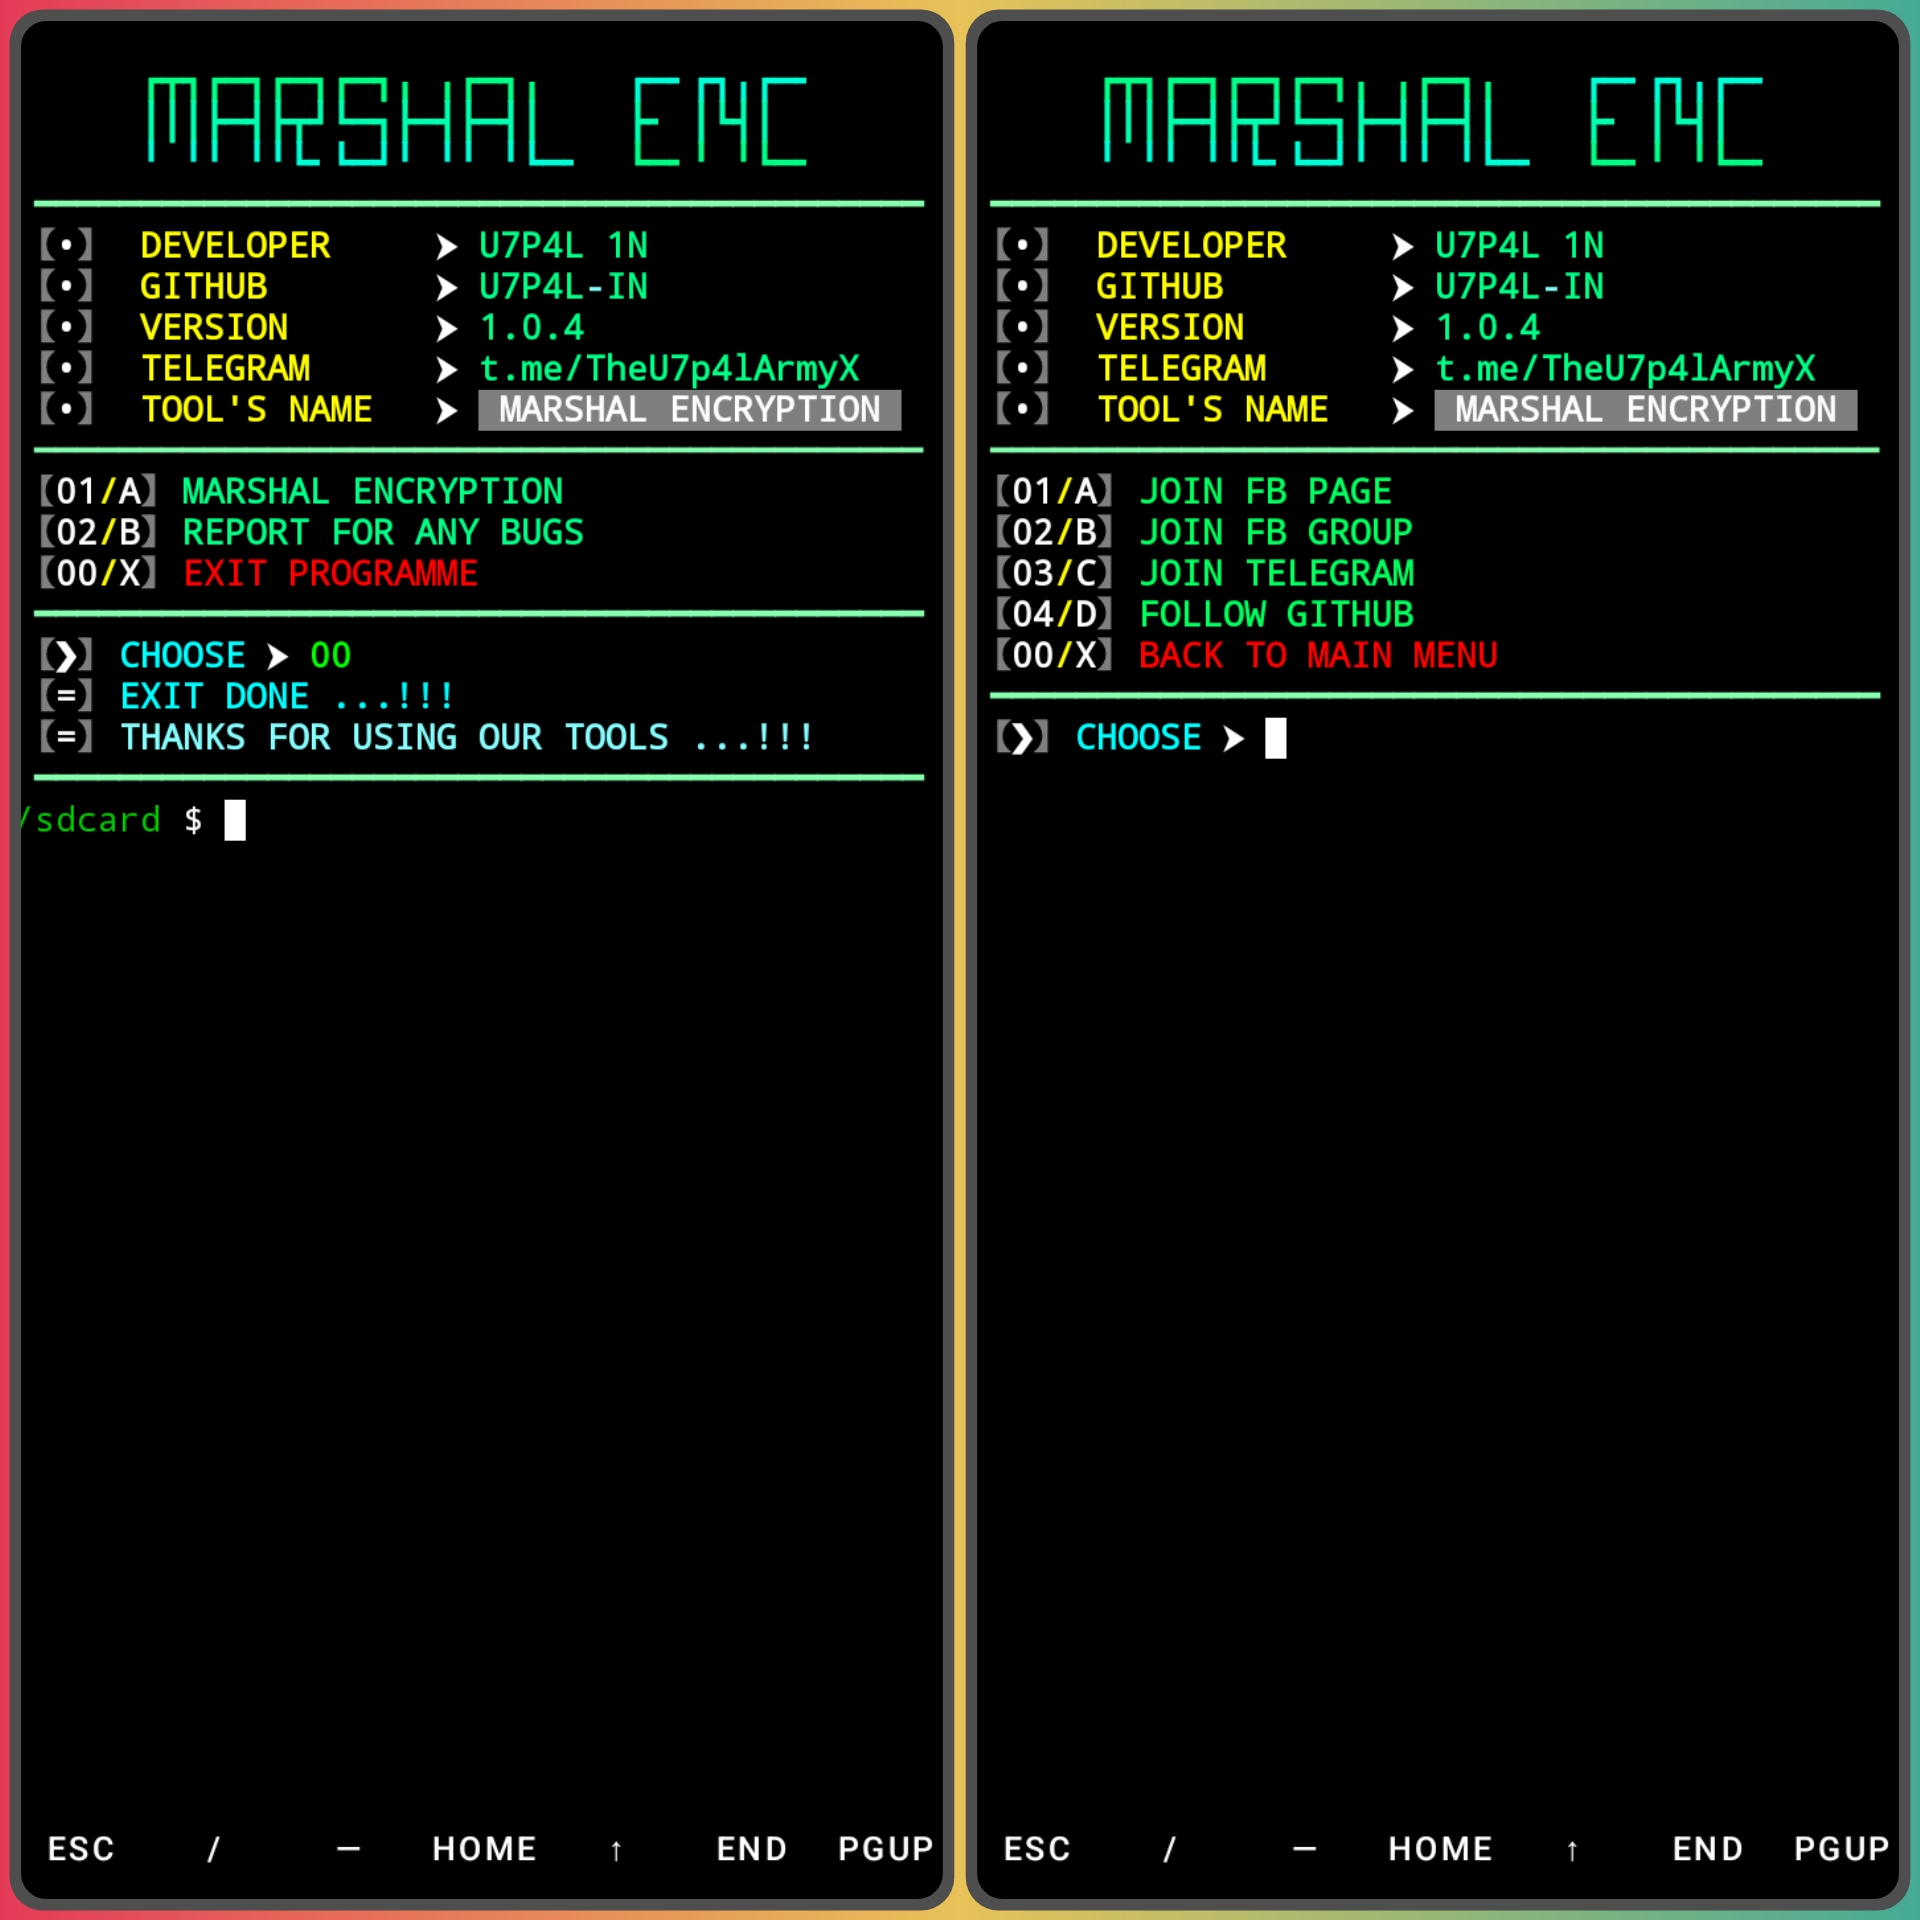 MARSHAL ENC
[(•)] DEVELOPER ➤ U7P4L 1N
[(•)] GITHUB ➤ U7P4L-IN
[(•)] VERSION ➤ 1.0.4
[(•)] TELEGRAM ➤ t.me/TheU7p4lArmyX
[(•)] TOOL'S NAME ➤ MARSHAL ENCRYPTION
[(01/A)] MARSHAL ENCRYPTION
[(02/B)] REPORT FOR ANY BUGS
[(00/X)] EXIT PROGRAMME
[(❯)] CHOOSE ➤ 00
[(=)] EXIT DONE ...!!!
[(=)] THANKS FOR USING OUR TOOLS ...!!!
/sdcard $
ESC / — HOME ↑ END PGUP
MARSHAL ENC
[(•)] DEVELOPER ➤ U7P4L 1N
[(•)] GITHUB ➤ U7P4L-IN
[(•)] VERSION ➤ 1.0.4
[(•)] TELEGRAM ➤ t.me/TheU7p4lArmyX
[(•)] TOOL'S NAME ➤ MARSHAL ENCRYPTION
[(01/A)] JOIN FB PAGE
[(02/B)] JOIN FB GROUP
[(03/C)] JOIN TELEGRAM
[(04/D)] FOLLOW GITHUB
[(00/X)] BACK TO MAIN MENU
[(❯)] CHOOSE ➤
ESC / — HOME ↑ END PGUP